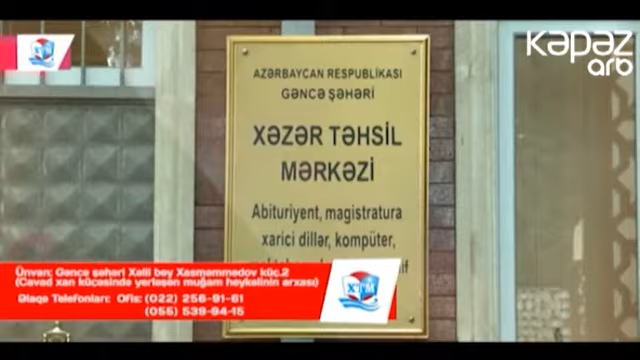 XTM
Kəpəz
arb
AZƏRBAYCAN RESPUBLİKASI
GƏNCƏ ŞƏHƏRİ
XƏZƏR TƏHSİL
MƏRKƏZİ
Abituriyent, magistratura
xarici dillər, kompüter,
Ünvan: Gəncə şəhəri Xəlil bəy Xasməmmədov küç.2
(Cavad xan küçəsində yerləşən muğam heykəlinin arxası)
Əlaqə Telefonları: Ofis: (022) 256-91-61
(055) 539-94-15
XTM